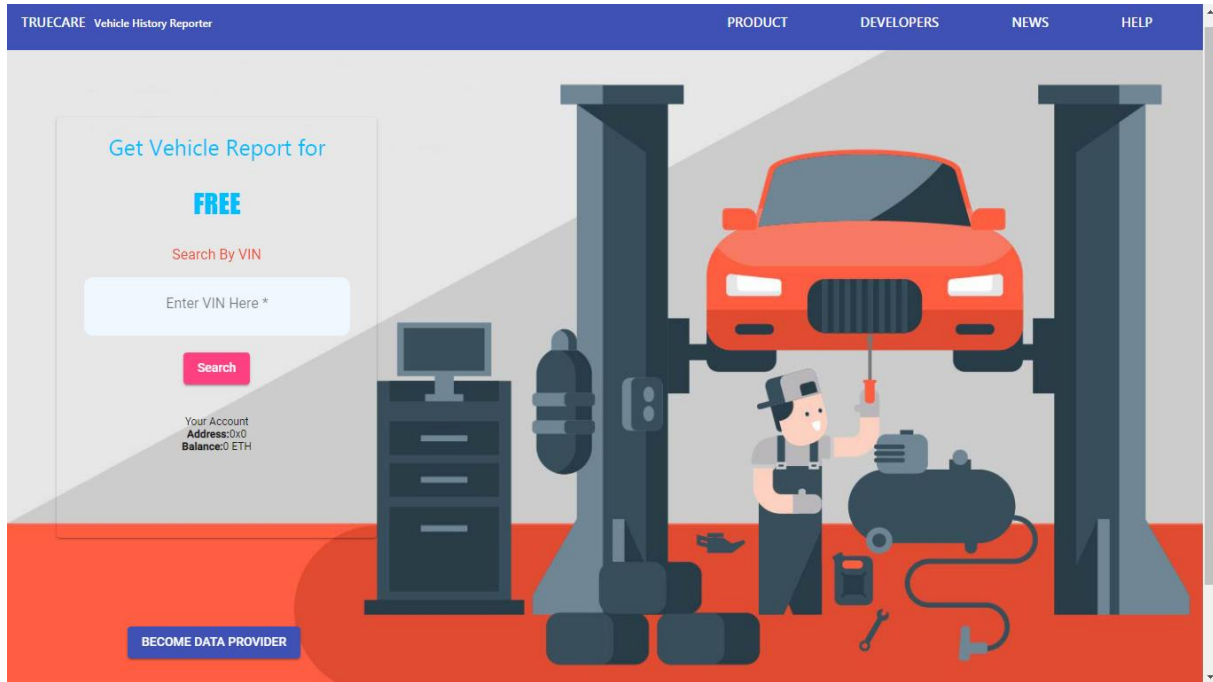 TRUECARE Vehicle History Reporter
PRODUCT DEVELOPERS NEWS HELP
Get Vehicle Report for
FREE
Search By VIN
Enter VIN Here *
Search
Your Account
Address:0x0
Balance:0 ETH
BECOME DATA PROVIDER